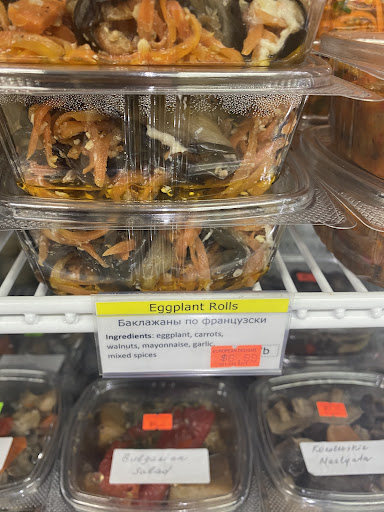 Eggplant Rolls
Баклажаны по французски
Ingredients: eggplant, carrots,
walnuts, mayonnaise, garlic,
mixed spices
b
Bulgarian
Salad